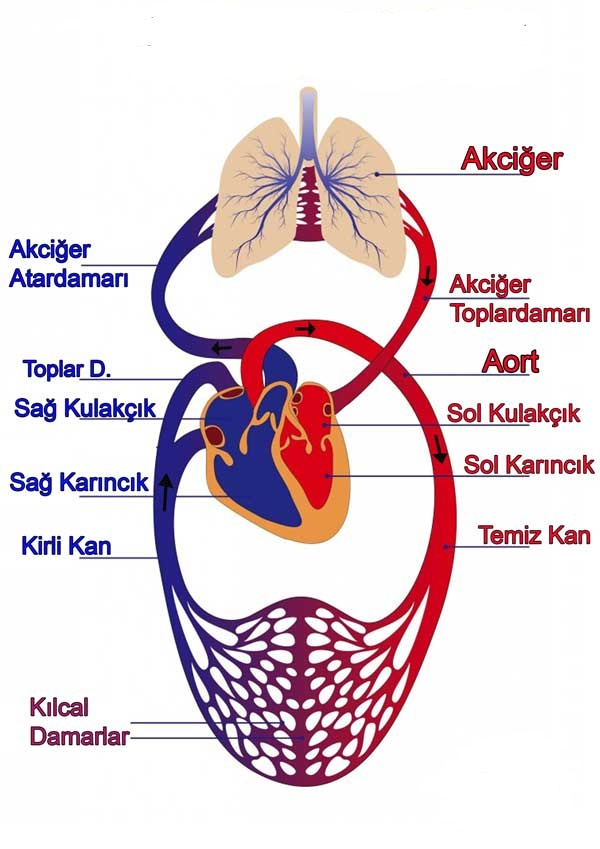 Akciğer
Akciğer
Atardamarı
Akciğer
Toplardamarı
Toplar D.
Aort
Sağ Kulakçık
Sol Kulakçık
Sağ Karıncık
Sol Karıncık
Kirli Kan
Temiz Kan
Kılcal
Damarlar